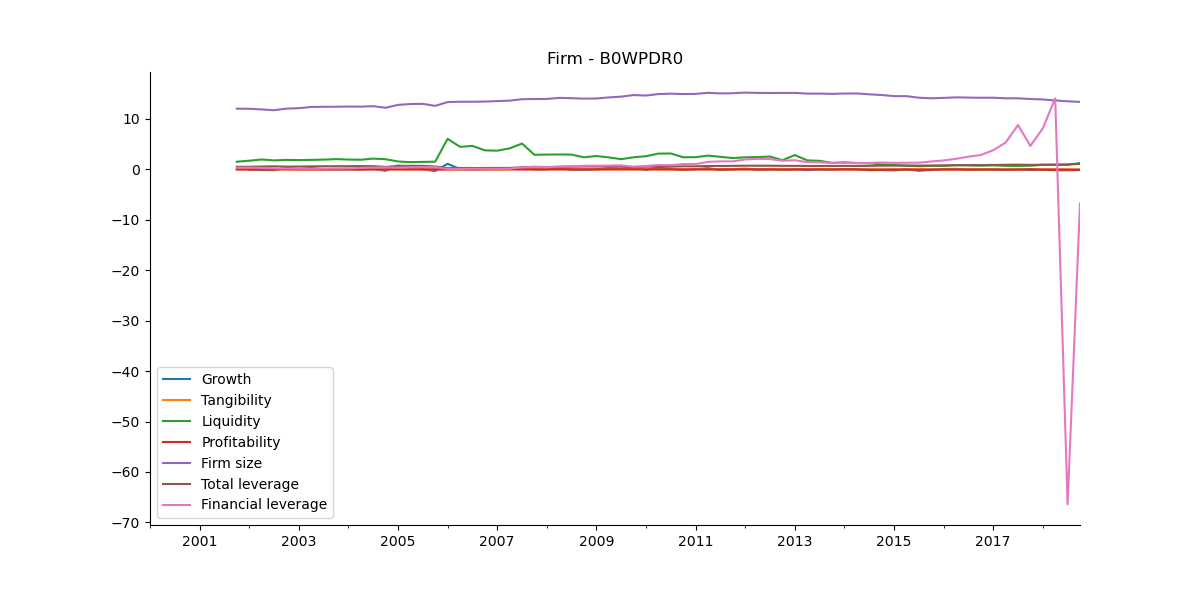 Firm - B0WPDR0
10
0
−10
−20
−30
−40
−50
−60
−70
Growth
Tangibility
Liquidity
Profitability
Firm size
Total leverage
Financial leverage
2001 2003 2005 2007 2009 2011 2013 2015 2017